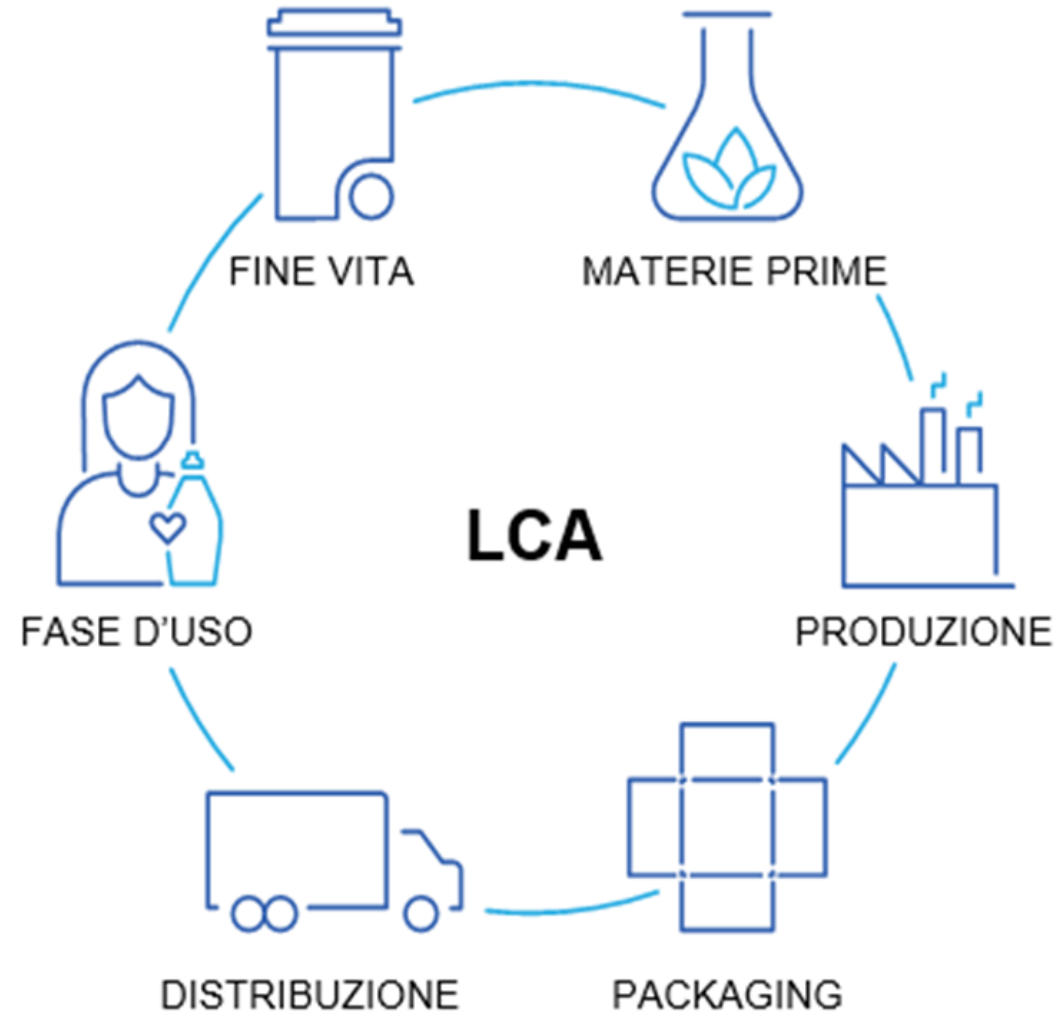 FINE VITA
MATERIE PRIME
LCA
FASE D’USO
PRODUZIONE
DISTRIBUZIONE
PACKAGING